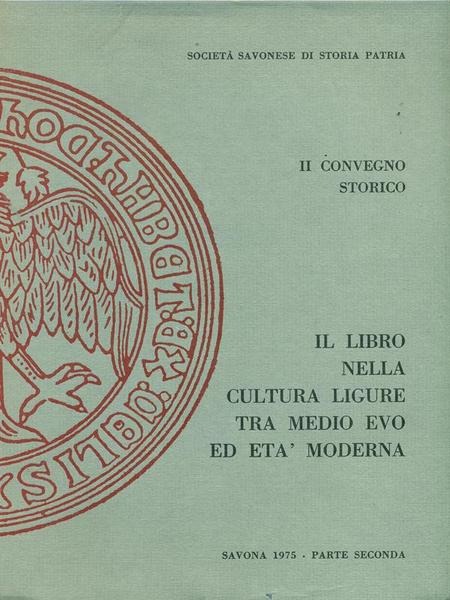 SOCIETÀ SAVONESE DI STORIA PATRIA
II CONVEGNO
STORICO
IL LIBRO
NELLA
CULTURA LIGURE
TRA MEDIO EVO
ED ETA' MODERNA
SAVONA 1975 - PARTE SECONDA